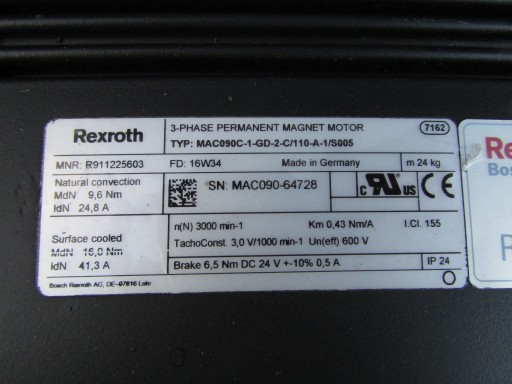 Rexroth
3-PHASE PERMANENT MAGNET MOTOR
7162
TYP: MAC090C-1-GD-2-C/110-A-1/S005
MNR: R911225603 FD: 16W34 Made in Germany m 24 kg
Natural convection
MdN 9,6 Nm
IdN 24,8 A
SN: MAC090-64728
c RU us CE
n(N) 3000 min-1 Km 0,43 Nm/A I.Cl. 155
TachoConst. 3,0 V/1000 min-1 Un(eff) 600 V
Surface cooled
MdN 16,0 Nm
IdN 41,3 A
Brake 6,5 Nm DC 24 V +-10% 0,5 A IP 24
Bosch Rexroth AG, DE-97816 Lohr
Re
Bos